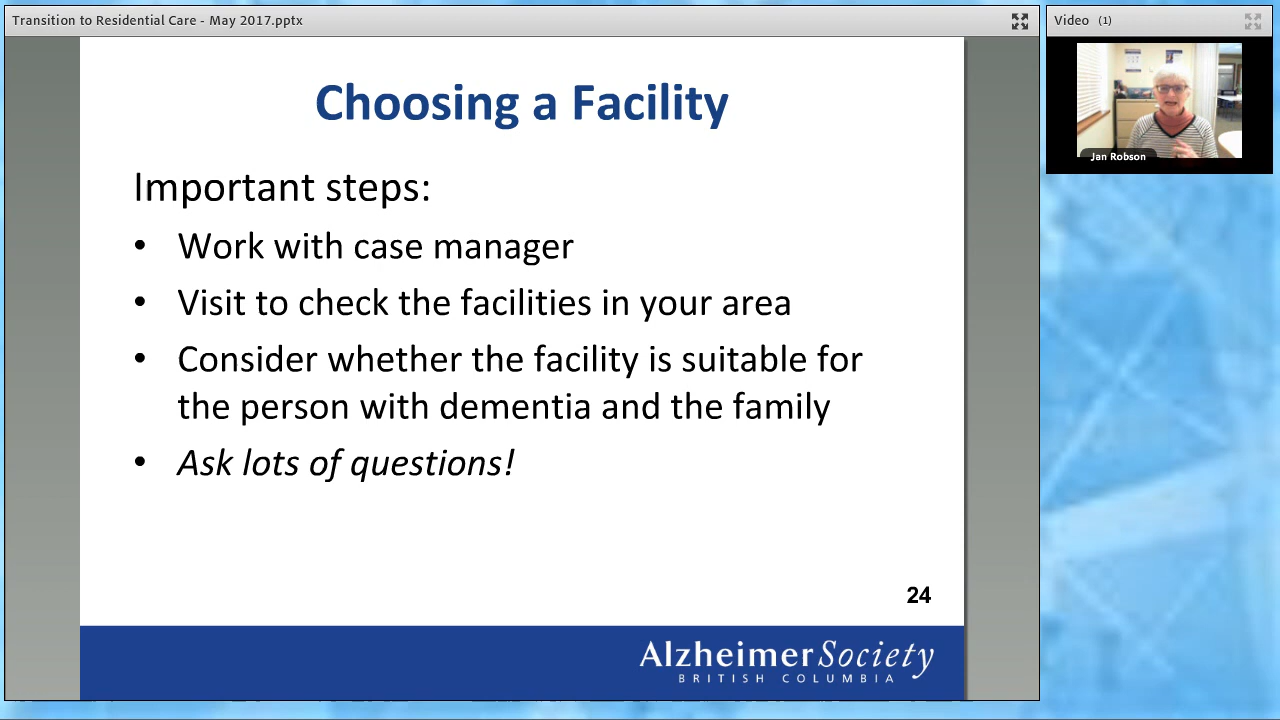 Transition to Residential Care - May 2017.pptx
Video (1)
Jan Robson
Choosing a Facility
Important steps:
• Work with case manager
• Visit to check the facilities in your area
• Consider whether the facility is suitable for
the person with dementia and the family
• Ask lots of questions!
24
AlzheimerSociety
BRITISH COLUMBIA